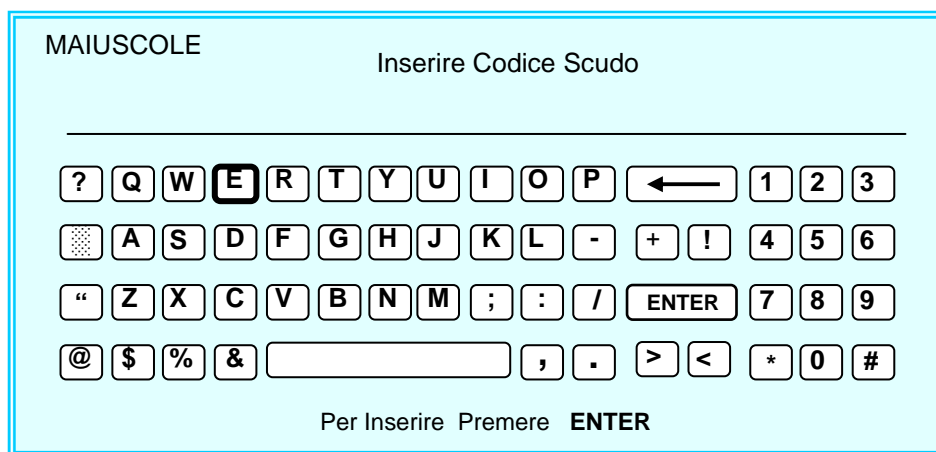 MAIUSCOLE
Inserire Codice Scudo
? Q W E R T Y U I O P 1 2 3
A S D F G H J K L - + ! 4 5 6
“ Z X C V B N M ; : / ENTER 7 8 9
@ $ % & , . > < * 0 #
Per Inserire Premere ENTER